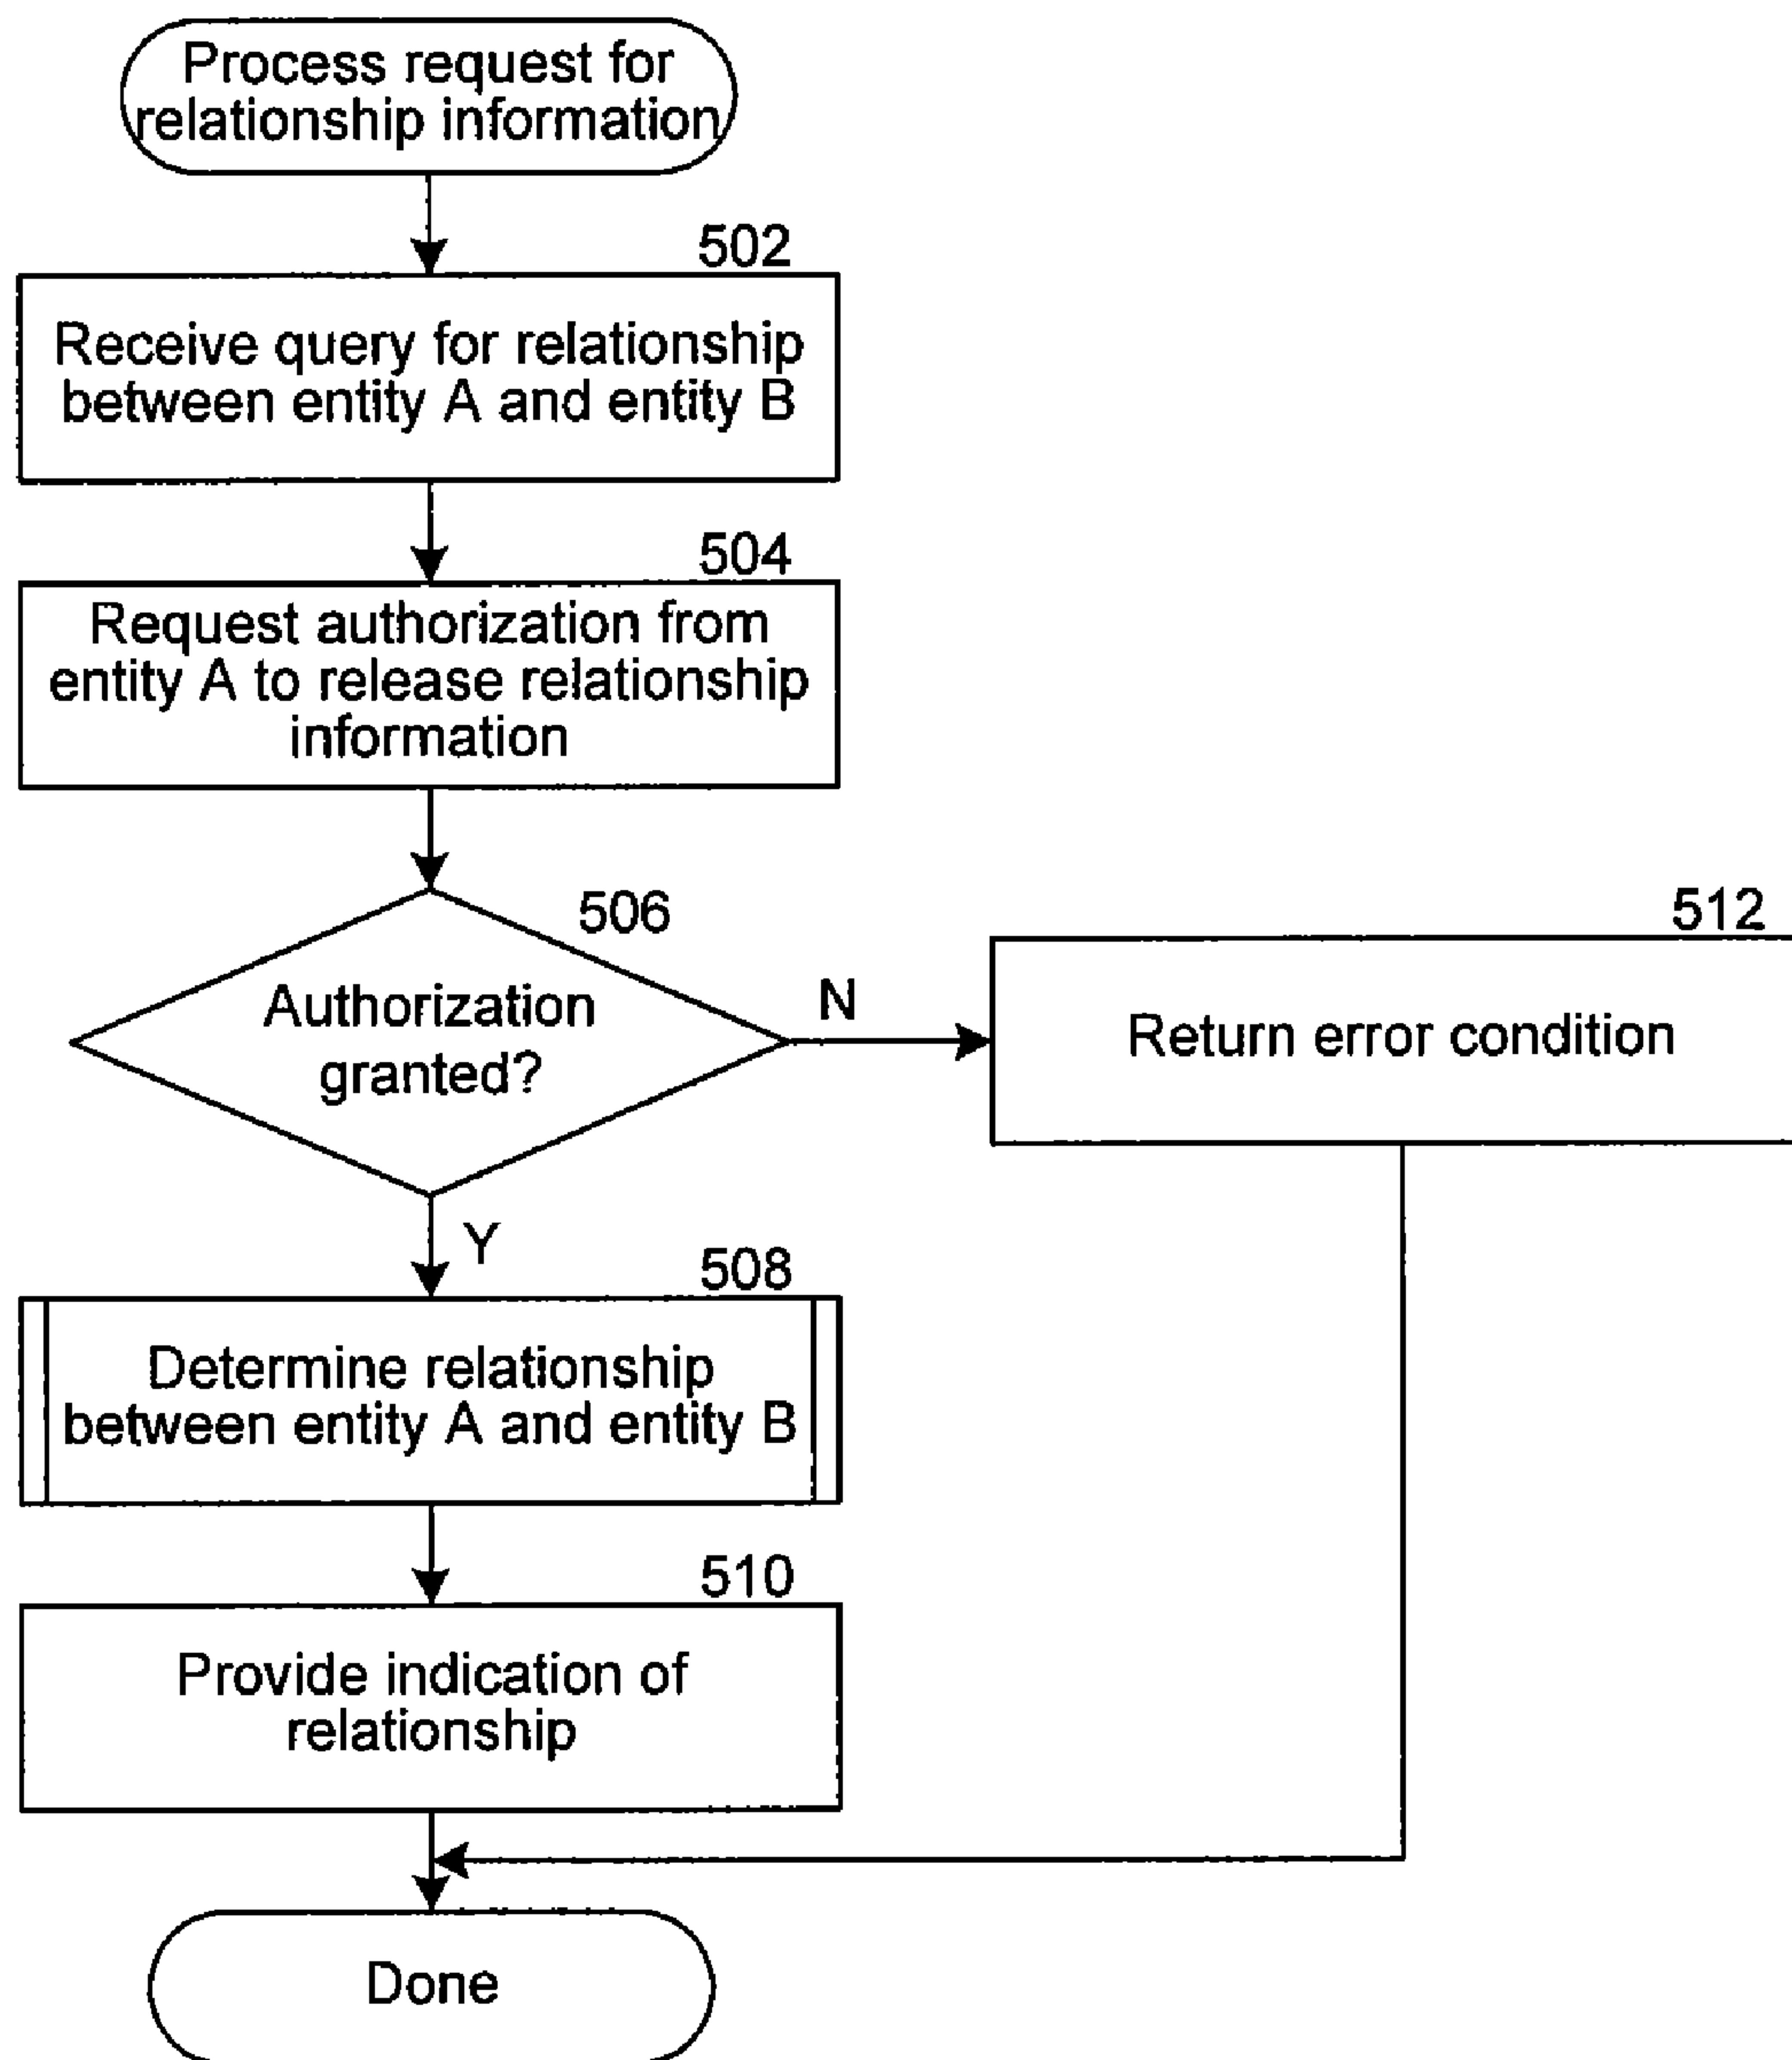 Process request for
relationship information
502
Receive query for relationship
between entity A and entity B
504
Request authorization from
entity A to release relationship
information
506
Authorization
granted?
N
512
Return error condition
Y
508
Determine relationship
between entity A and entity B
510
Provide indication of
relationship
Done